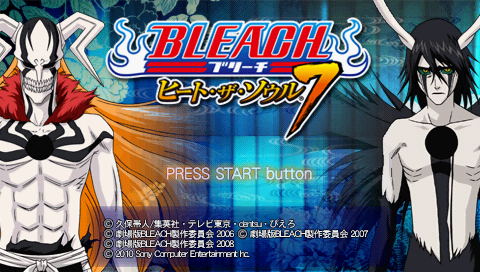 BLEACH
ブリーチ
ヒート・ザ・ソウル7
PRESS START button
© 久保帯人/集英社・テレビ東京・dentsu・ぴえろ
© 劇場版BLEACH製作委員会 2006 © 劇場版BLEACH製作委員会 2007
© 劇場版BLEACH製作委員会 2008
© 2010 Sony Computer Entertainment Inc.